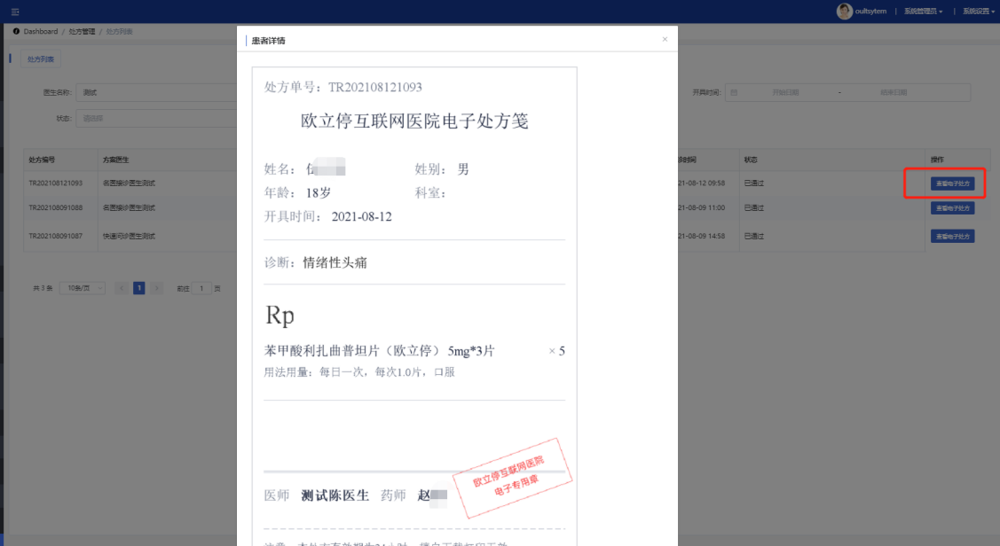 oultsytem | 系统管理员 | 系统设置
Dashboard / 处方管理 / 处方列表
处方列表
医生名称: 测试
开具时间: 开始日期 - 结束日期
状态: 请选择
处方编号 方案医生 诊时间 状态 操作
TR202108121093 名医接诊医生测试 21-08-12 09:58 已通过 查看电子处方
TR202108091088 名医接诊医生测试 21-08-09 11:00 已通过 查看电子处方
TR202108091087 快速问诊医生测试 21-08-09 14:58 已通过 查看电子处方
共 3 条 10条/页 1 前往 1 页
患者详情 ×
处方单号: TR202108121093
欧立停互联网医院电子处方笺
姓名: 伍 姓别: 男
年龄: 18岁 科室:
开具时间: 2021-08-12
诊断: 情绪性头痛
Rp
苯甲酸利扎曲普坦片（欧立停） 5mg*3片 × 5
用法用量: 每日一次，每次1.0片，口服
欧立停互联网医院
电子专用章
医师 测试陈医生 药师 赵